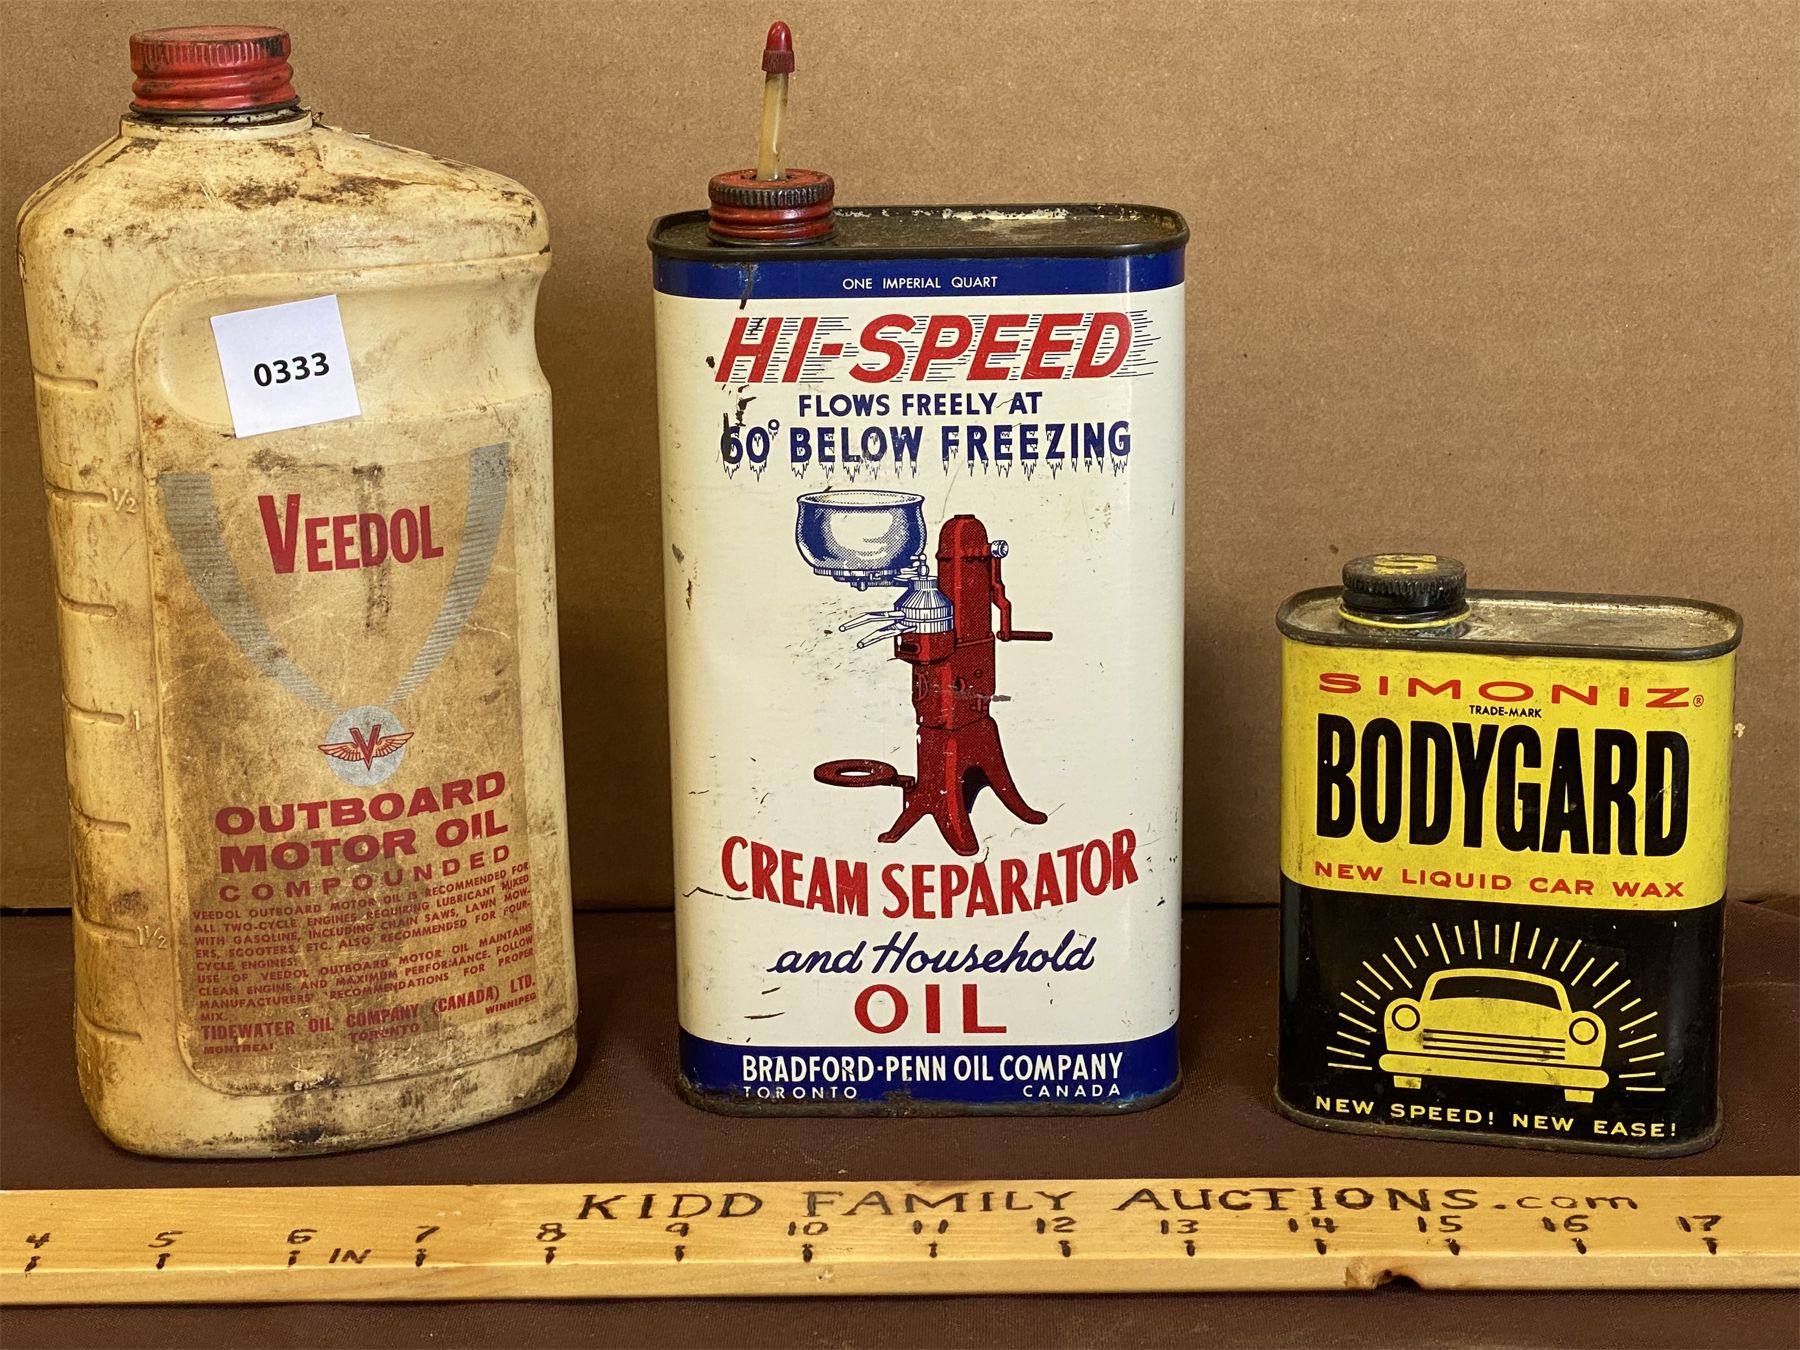 0333
1/2
1
1 1/2
VEEDOL
V
OUTBOARD
MOTOR OIL
COMPOUNDED
VEEDOL OUTBOARD MOTOR OIL IS RECOMMENDED FOR
ALL TWO-CYCLE ENGINES REQUIRING LUBRICANT MIXED
WITH GASOLINE, INCLUDING CHAIN SAWS, LAWN MOW-
ERS, SCOOTERS, ETC. ALSO RECOMMENDED FOR FOUR-
CYCLE ENGINES.
USE OF VEEDOL OUTBOARD MOTOR OIL MAINTAINS
CLEAN ENGINE AND MAXIMUM PERFORMANCE. FOLLOW
MANUFACTURERS' RECOMMENDATIONS FOR PROPER
MIX.
TIDEWATER OIL COMPANY (CANADA) LTD.
MONTREAL TORONTO WINNIPEG
ONE IMPERIAL QUART
HI-SPEED
FLOWS FREELY AT
60° BELOW FREEZING
CREAM SEPARATOR
and Household
OIL
BRADFORD-PENN OIL COMPANY
TORONTO CANADA
S
SIMONIZ®
TRADE-MARK
BODYGARD
NEW LIQUID CAR WAX
NEW SPEED! NEW EASE!
KIDD FAMILY AUCTIONS.com
4 5 6 IN 7 8 9 10 11 12 13 14 15 16 17